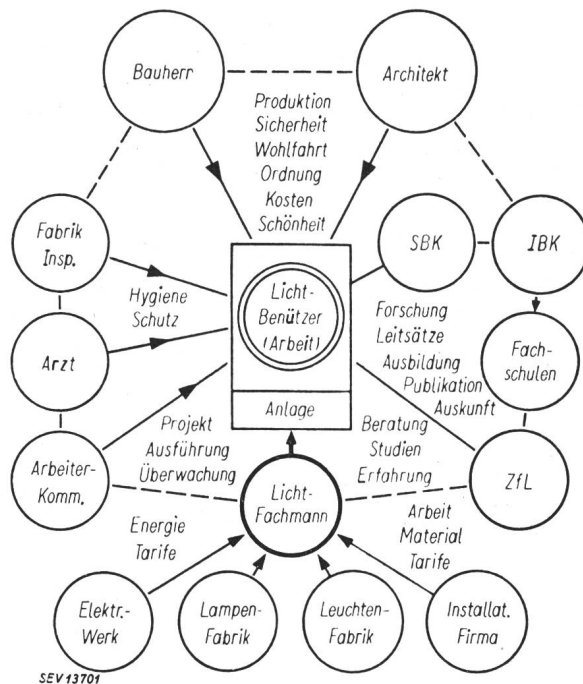 Bauherr
Architekt
Produktion
Sicherheit
Wohlfahrt
Ordnung
Kosten
Schönheit
Fabrik
Insp.
SBK
IBK
Hygiene
Schutz
Licht-
Benützer
(Arbeit)
Forschung
Leitsätze
Ausbildung
Publikation
Auskunft
Arzt
Fach-
schulen
Anlage
Projekt
Ausführung
Überwachung
Beratung
Studien
Erfahrung
Arbeiter-
Komm.
Licht-
Fachmann
ZfL
Energie
Tarife
Arbeit
Material
Tarife
Elektr.-
Werk
Lampen-
Fabrik
Leuchten-
Fabrik
Installat.
Firma
SEV 13701